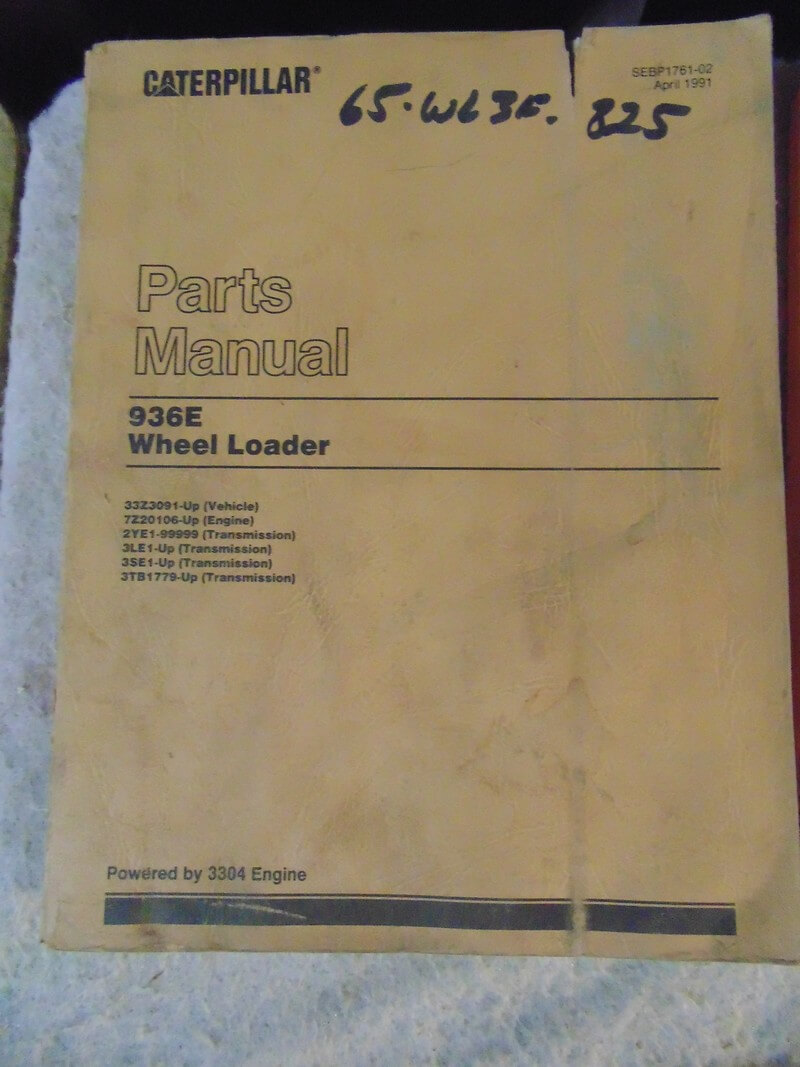 CATERPILLAR®
SEBP1761-02
April 1991
65-WL3E. 825
Parts
Manual
936E
Wheel Loader
33Z3091-Up (Vehicle)
7Z20106-Up (Engine)
2YE1-99999 (Transmission)
3LE1-Up (Transmission)
3SE1-Up (Transmission)
3TB1779-Up (Transmission)
Powered by 3304 Engine